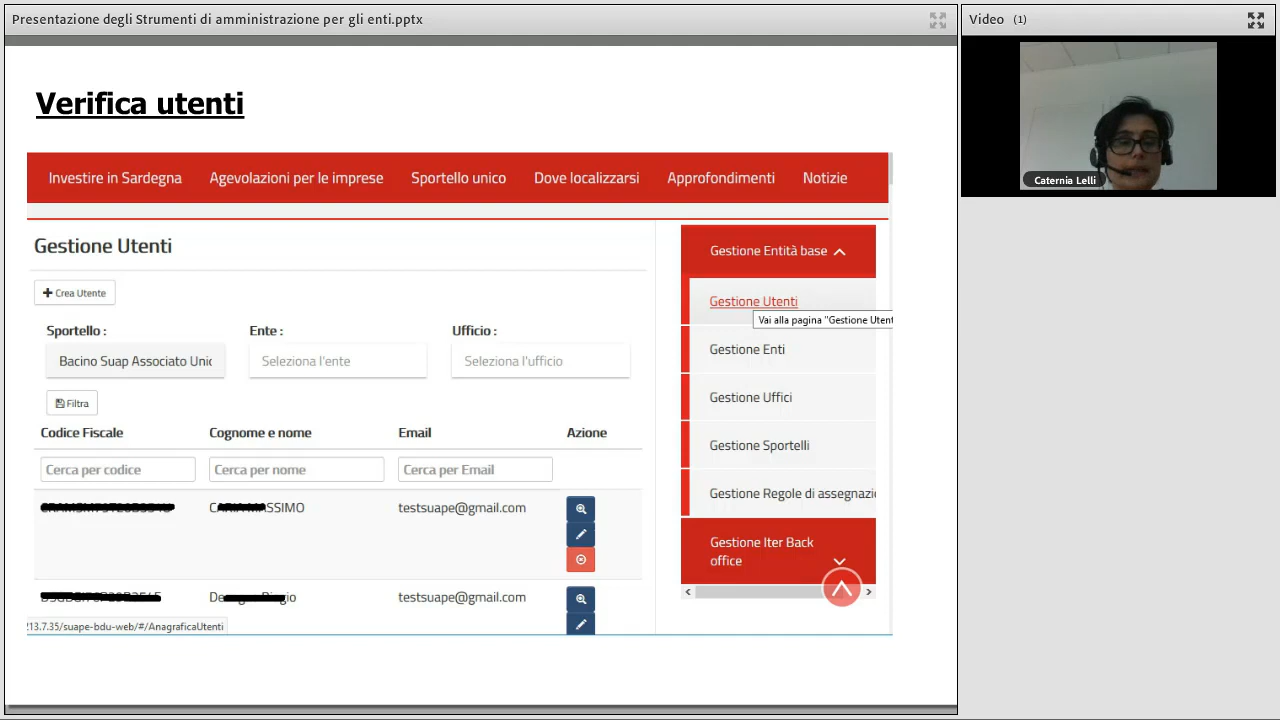 Presentazione degli Strumenti di amministrazione per gli enti.pptx
Video (1)
Caternia Lelli
Verifica utenti
Investire in Sardegna Agevolazioni per le imprese Sportello unico Dove localizzarsi Approfondimenti Notizie
Gestione Utenti
Crea Utente
Sportello : Ente : Ufficio :
Bacino Suap Associato Unic Seleziona l'ente Seleziona l'ufficio
Filtra
Codice Fiscale Cognome e nome Email Azione
Cerca per codice Cerca per nome Cerca per Email
MASSIMO testsuape@gmail.com
testsuape@gmail.com
213.7.35/suape-bdu-web/#/AnagraficaUtenti
Gestione Entità base
Gestione Utenti
Vai alla pagina "Gestione Utent
Gestione Enti
Gestione Uffici
Gestione Sportelli
Gestione Regole di assegnazi
Gestione Iter Back
office